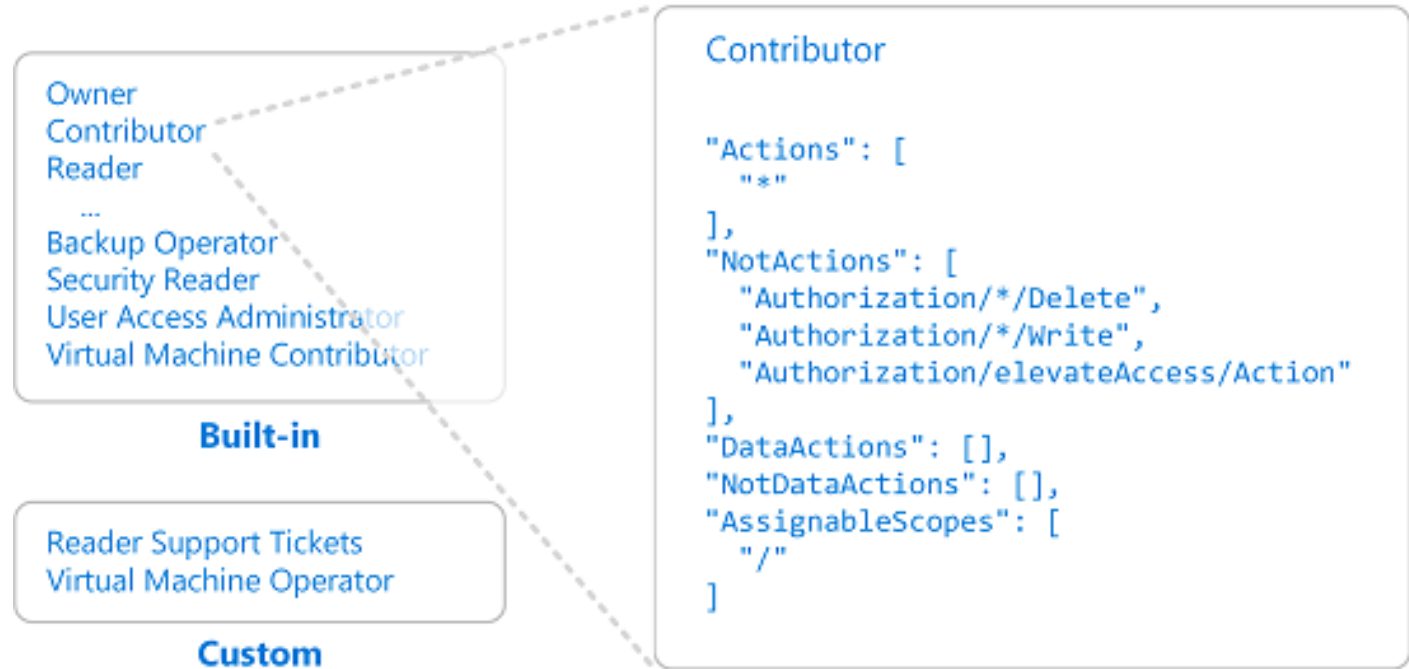 Owner
Contributor
Reader
...
Backup Operator
Security Reader
User Access Administrator
Virtual Machine Contributor
Built-in
Reader Support Tickets
Virtual Machine Operator
Custom
Contributor
"Actions": [
"*"
],
"NotActions": [
"Authorization/*/Delete",
"Authorization/*/Write",
"Authorization/elevateAccess/Action"
],
"DataActions": [],
"NotDataActions": [],
"AssignableScopes": [
"/"
]